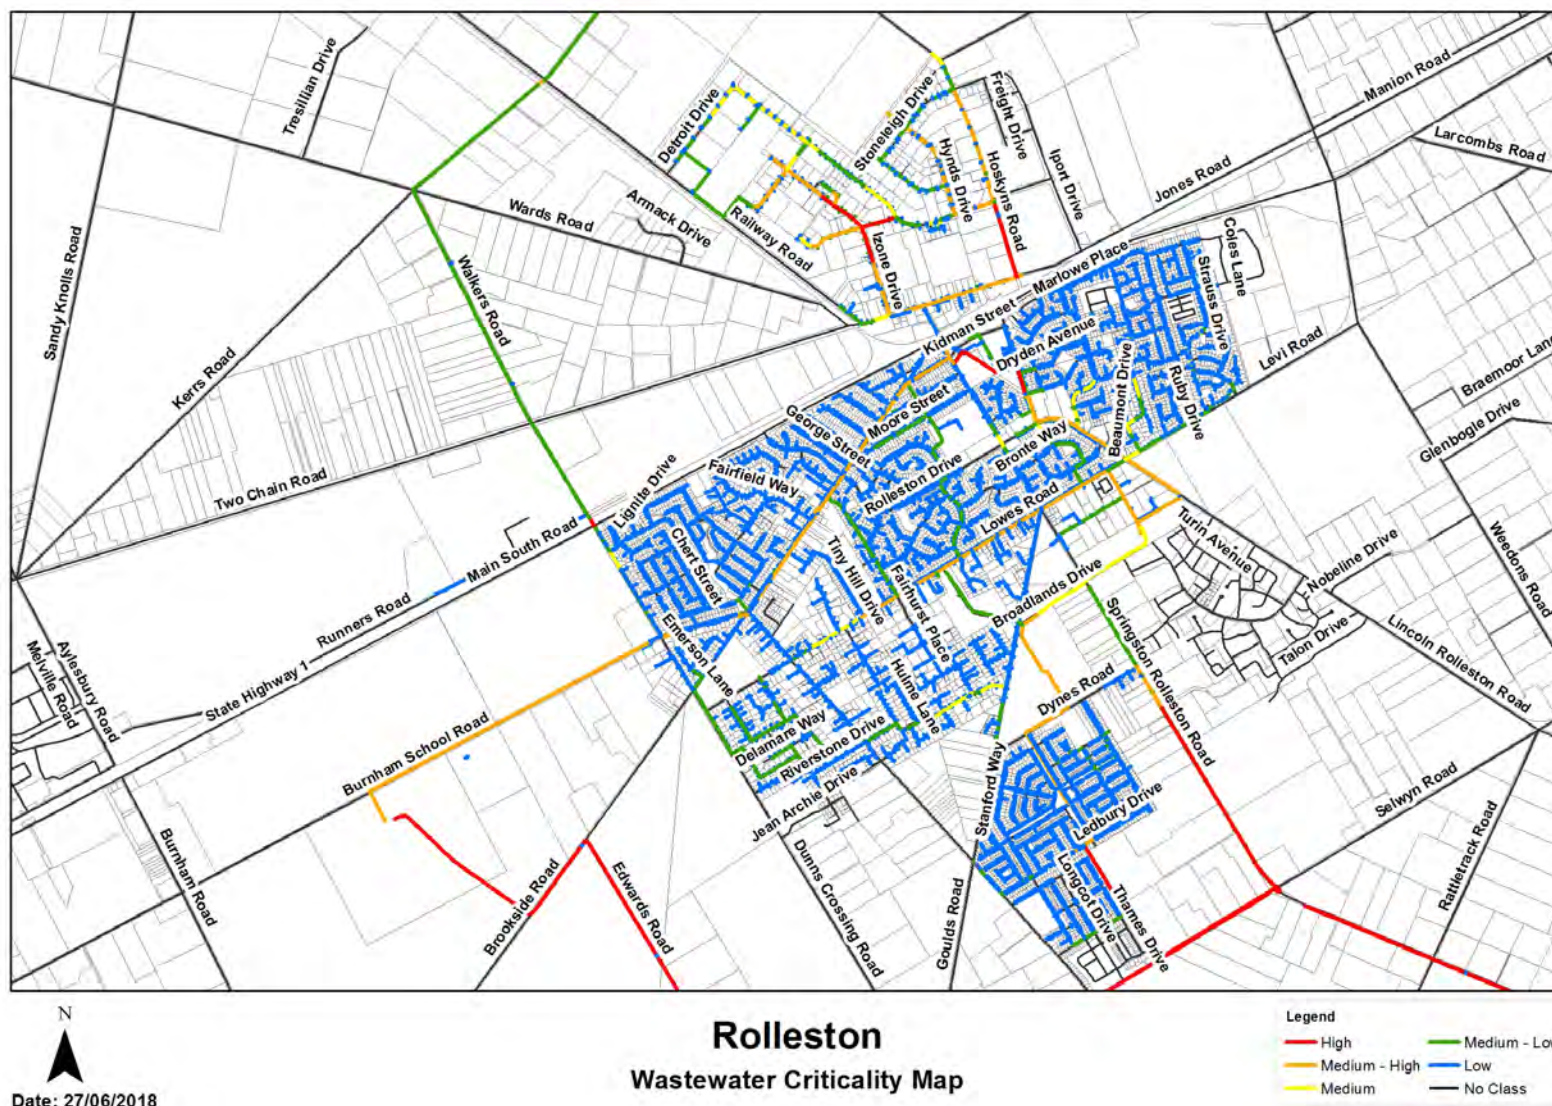 Tresillian Drive
Detroit Drive
Stoneleigh Drive
Freight Drive
Manion Road
Larcombs Road
Hynds Drive
Hoskyns Road
Iport Drive
Jones Road
Wards Road
Armack Drive
Railway Road
Izone Drive
Sandy Knolls Road
Walkers Road
Marlowe Place
Coles Lane
Strauss Drive
Kidman Street
Kerrs Road
Dryden Avenue
Levi Road
Braemoor Lane
Beaumont Drive
Ruby Drive
Moore Street
George Street
Glenbogle Drive
Bronte Way
Rolleston Drive
Fairfield Way
Lignite Drive
Two Chain Road
Lowes Road
Main South Road
Turin Avenue
Nobeline Drive
Weedons Road
Chert Street
Tiny Hill Drive
Fairhurst Place
Broadlands Drive
Runners Road
Springston Rolleston Road
Talon Drive
Lincoln Rolleston Road
Emerson Lane
Hulme Lane
Aylesbury Road
Melville Road
State Highway 1
Dynes Road
Delamare Way
Riverstone Drive
Burnham School Road
Stanford Way
Jean Archie Drive
Ledbury Drive
Selwyn Road
Burnham Road
Brookside Road
Edwards Road
Dunns Crossing Road
Goulds Road
Longcot Drive
Thames Drive
Rattletrack Road
N
Rolleston
Wastewater Criticality Map
Date: 27/06/2018
Legend
High
Medium - Low
Medium - High
Low
Medium
No Class